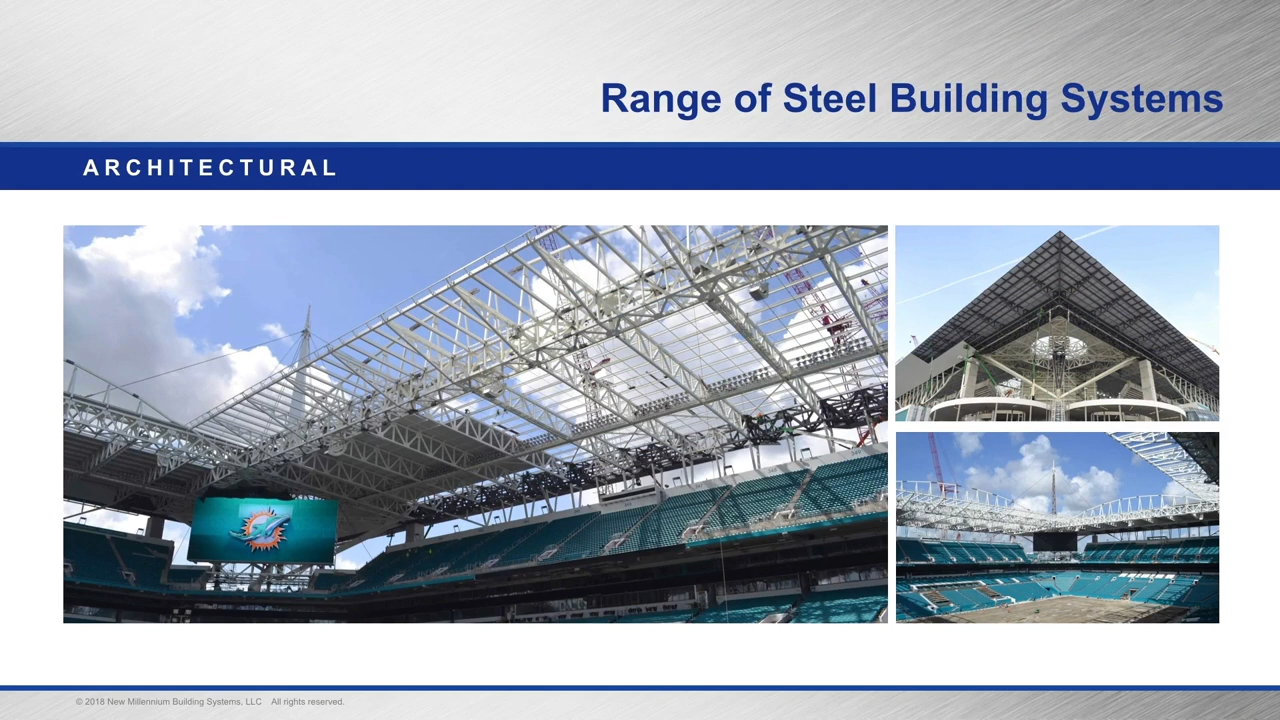 Range of Steel Building Systems
ARCHITECTURAL
© 2018 New Millennium Building Systems, LLC All rights reserved.